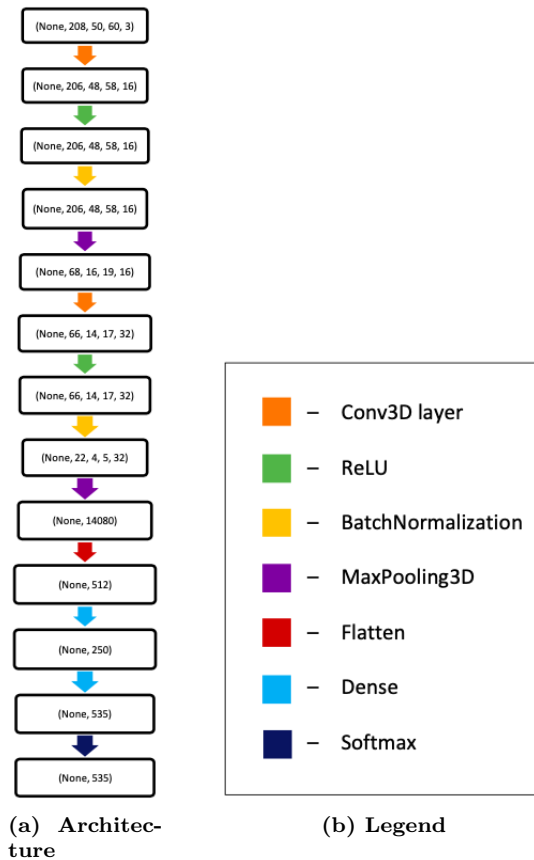 (None, 208, 50, 60, 3)
(None, 206, 48, 58, 16)
(None, 206, 48, 58, 16)
(None, 206, 48, 58, 16)
(None, 68, 16, 19, 16)
(None, 66, 14, 17, 32)
(None, 66, 14, 17, 32)
(None, 22, 4, 5, 32)
(None, 14080)
(None, 512)
(None, 250)
(None, 535)
(None, 535)
(a) Architec-
ture
– Conv3D layer
– ReLU
– BatchNormalization
– MaxPooling3D
– Flatten
– Dense
– Softmax
(b) Legend